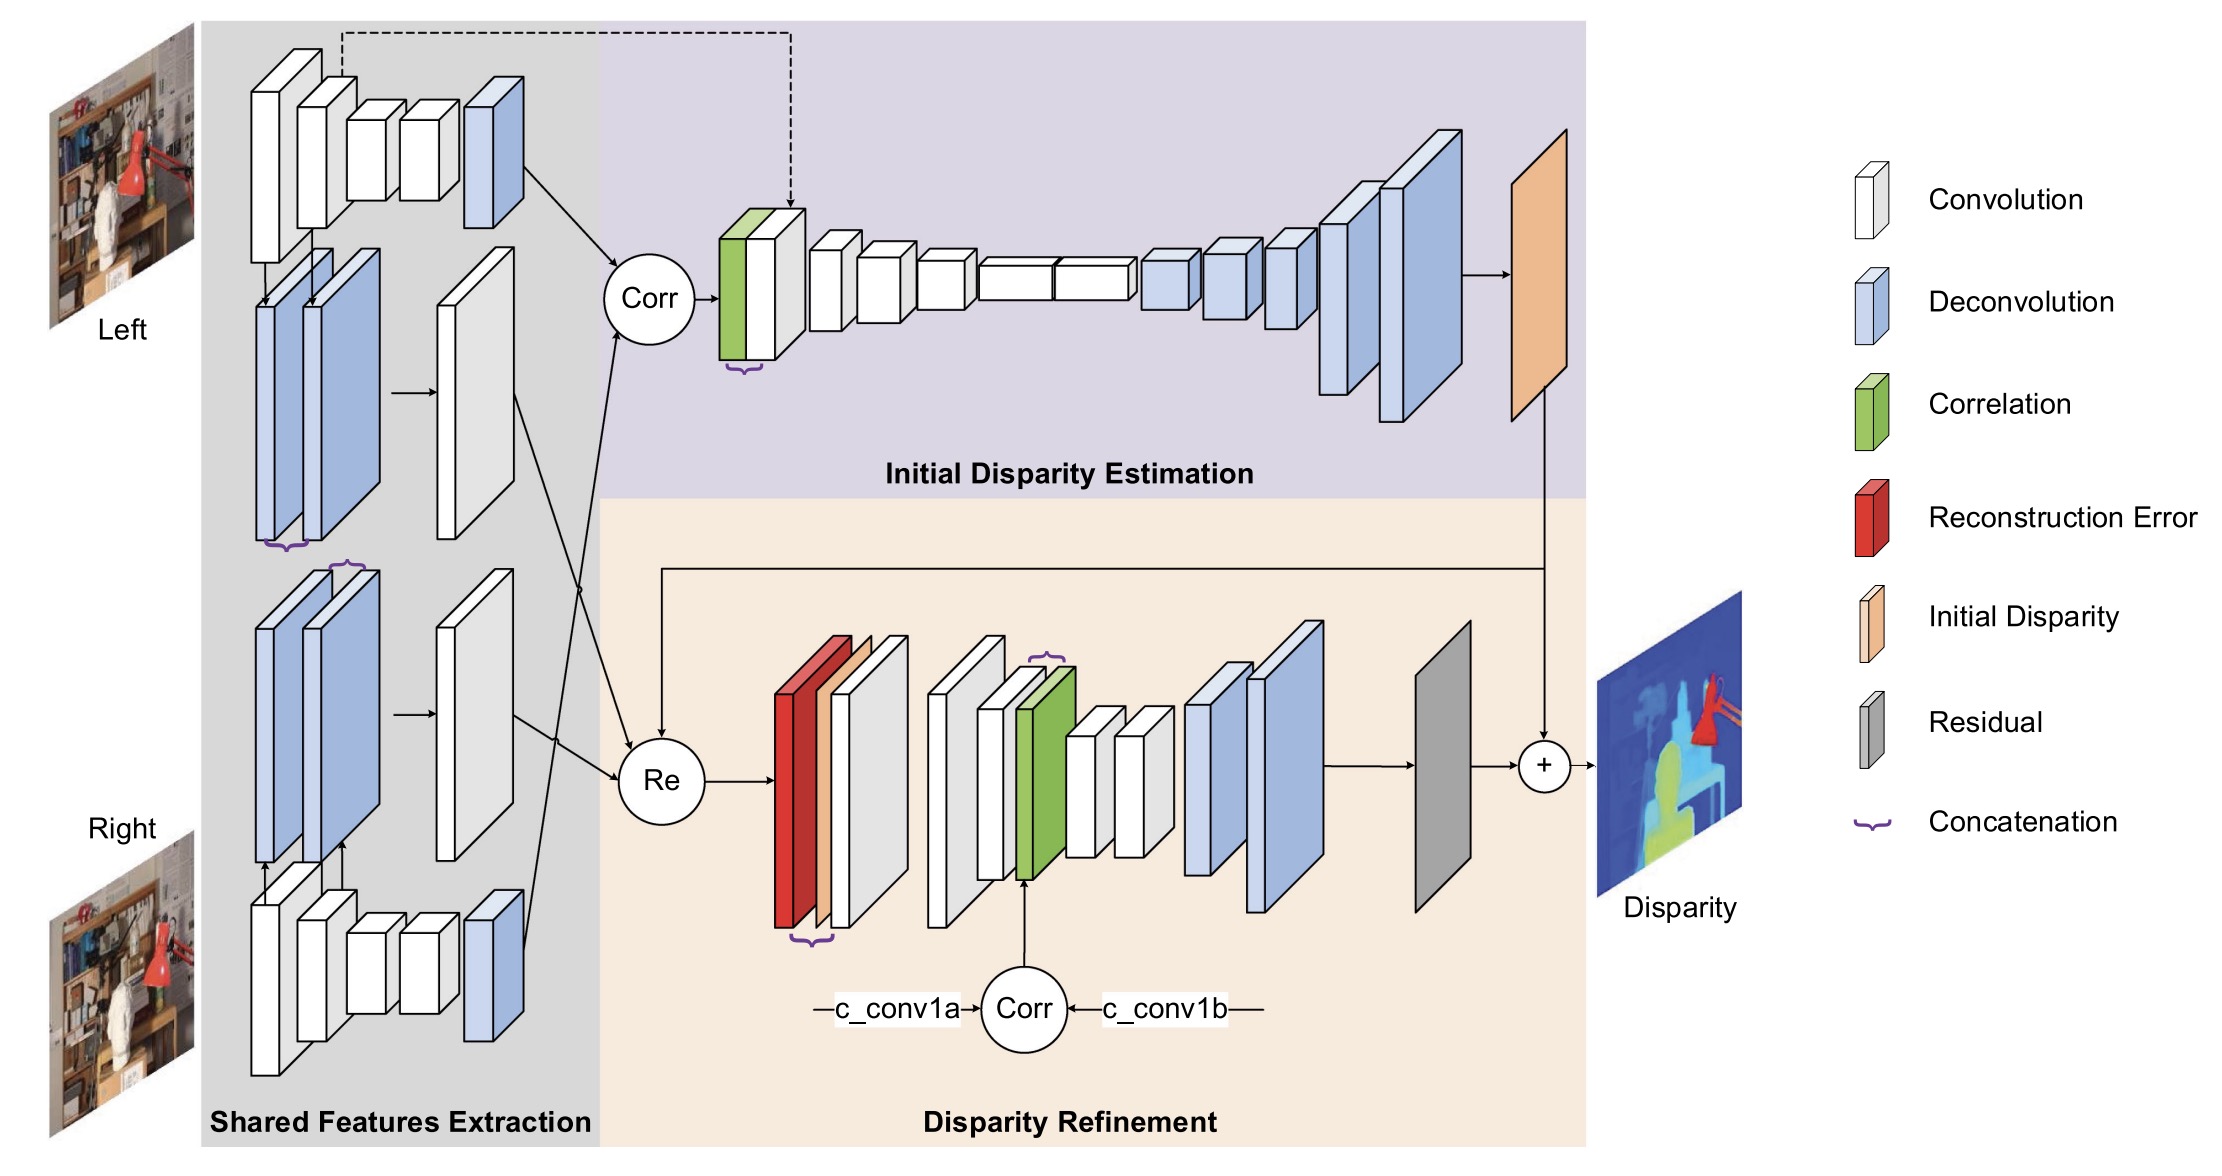 Left
Right
Corr
Initial Disparity Estimation
Re
c_conv1a
Corr
c_conv1b
+
Disparity
Shared Features Extraction
Disparity Refinement
Convolution
Deconvolution
Correlation
Reconstruction Error
Initial Disparity
Residual
Concatenation